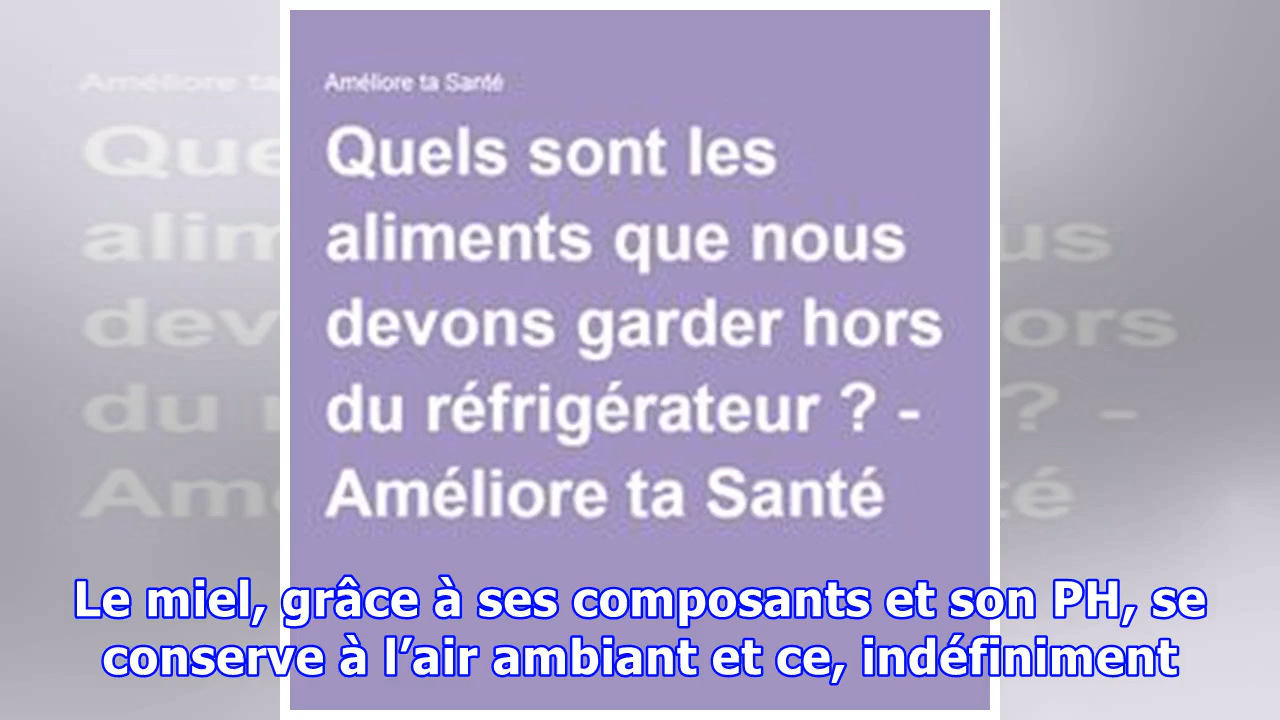 Améliore ta Santé
Quels sont les
aliments que nous
devons garder hors
du réfrigérateur ? -
Améliore ta Santé
Le miel, grâce à ses composants et son PH, se
conserve à l’air ambiant et ce, indéfiniment